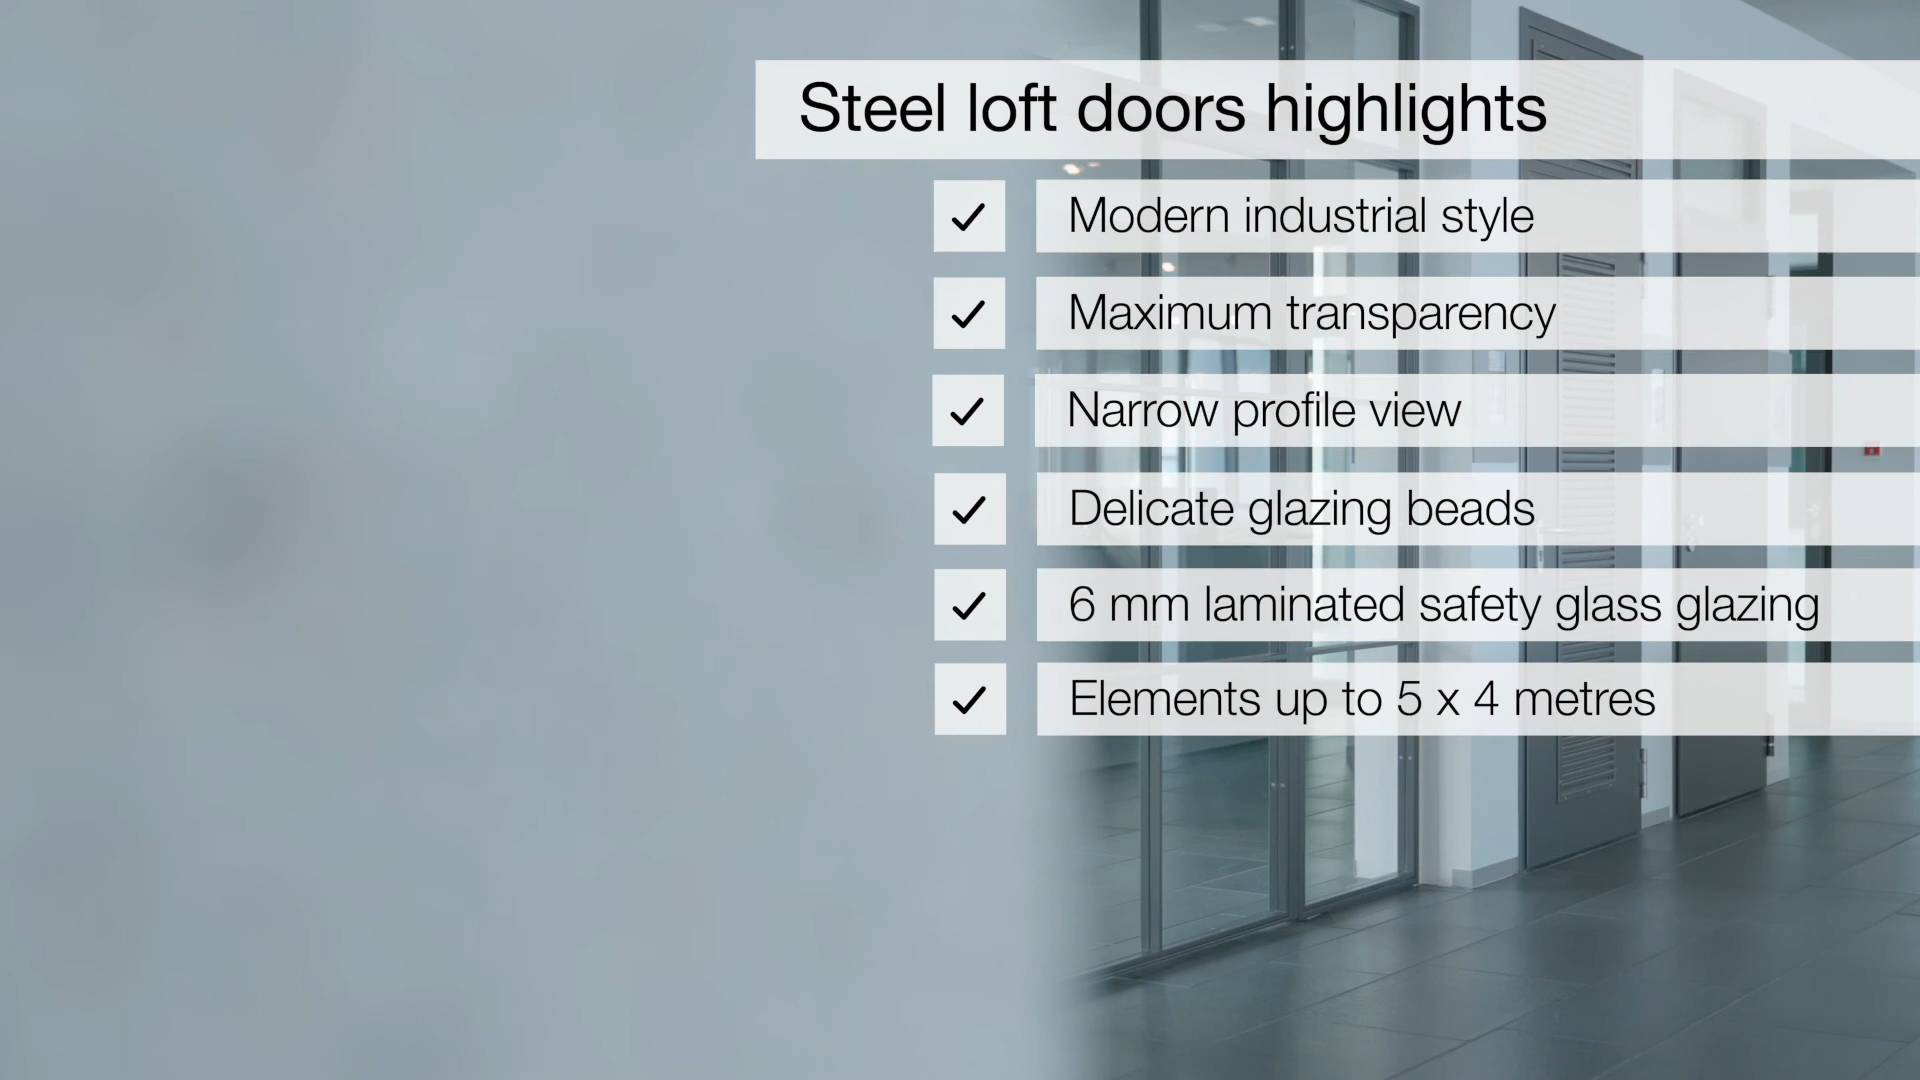 Steel loft doors highlights
Modern industrial style
Maximum transparency
Narrow profile view
Delicate glazing beads
6 mm laminated safety glass glazing
Elements up to 5 x 4 metres